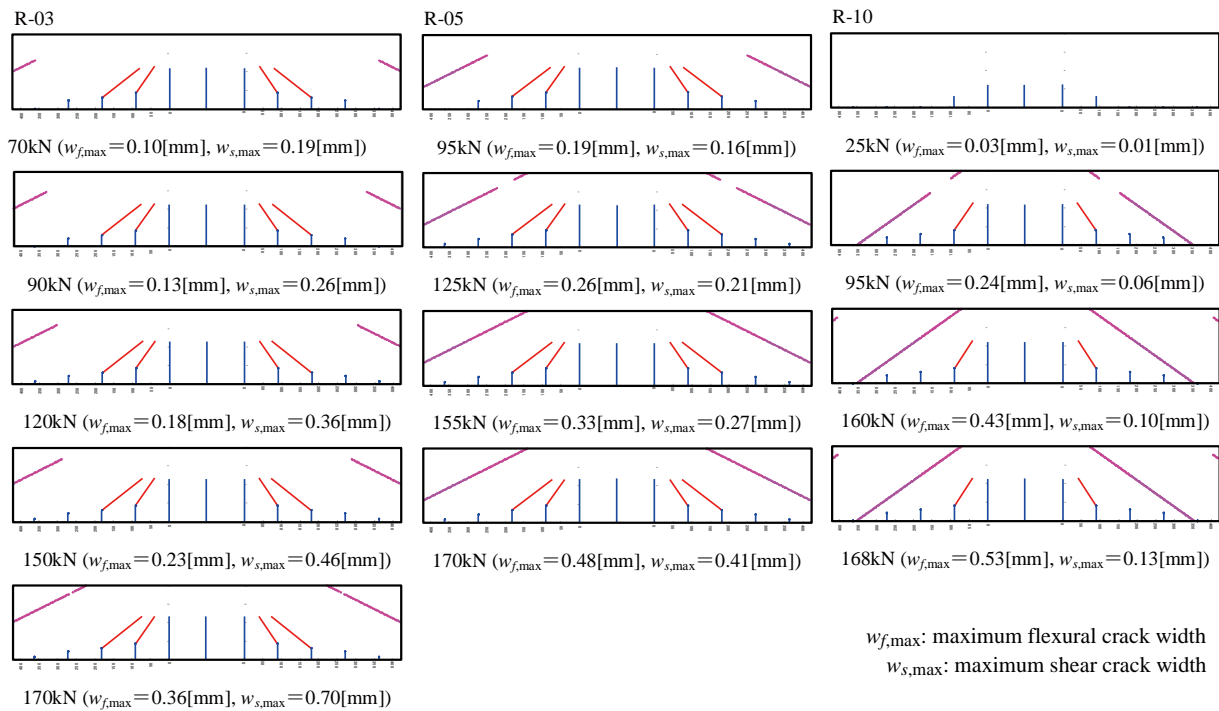 R-03
70kN (wf,max=0.10[mm], ws,max=0.19[mm])
90kN (wf,max=0.13[mm], ws,max=0.26[mm])
120kN (wf,max=0.18[mm], ws,max=0.36[mm])
150kN (wf,max=0.23[mm], ws,max=0.46[mm])
170kN (wf,max=0.36[mm], ws,max=0.70[mm])
R-05
95kN (wf,max=0.19[mm], ws,max=0.16[mm])
125kN (wf,max=0.26[mm], ws,max=0.21[mm])
155kN (wf,max=0.33[mm], ws,max=0.27[mm])
170kN (wf,max=0.48[mm], ws,max=0.41[mm])
R-10
25kN (wf,max=0.03[mm], ws,max=0.01[mm])
95kN (wf,max=0.24[mm], ws,max=0.06[mm])
160kN (wf,max=0.43[mm], ws,max=0.10[mm])
168kN (wf,max=0.53[mm], ws,max=0.13[mm])
wf,max: maximum flexural crack width
ws,max: maximum shear crack width